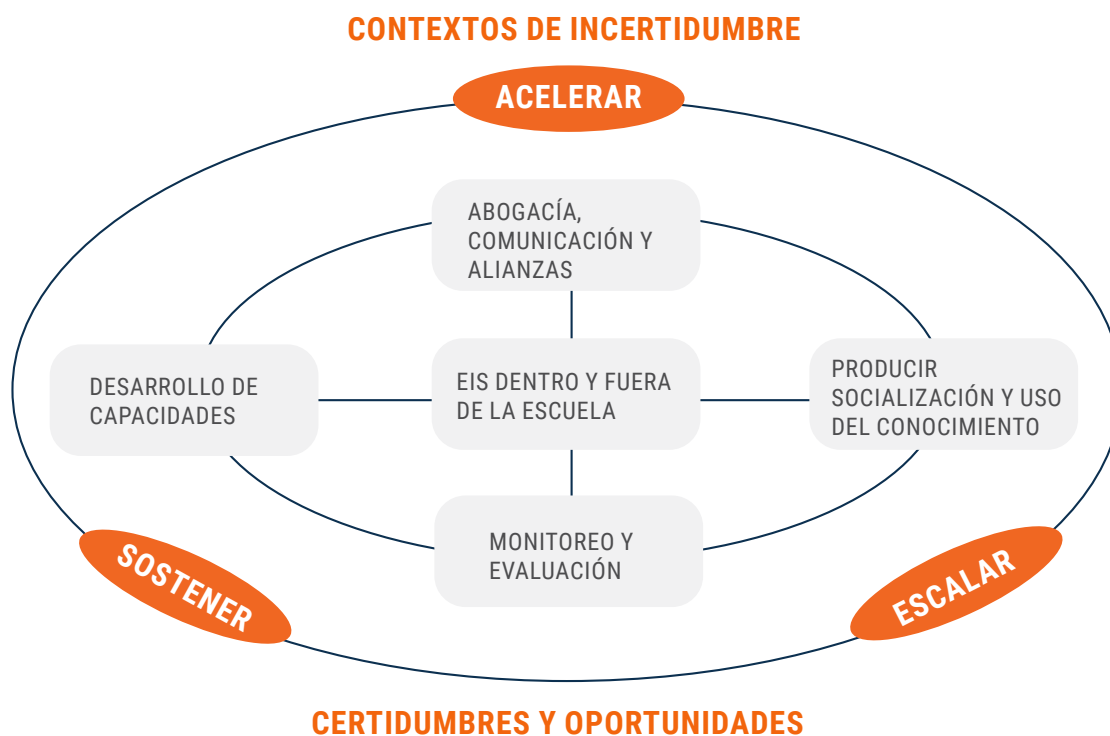 CONTEXTOS DE INCERTIDUMBRE
ACELERAR
ABOGACÍA,
COMUNICACIÓN Y
ALIANZAS
DESARROLLO DE
CAPACIDADES
EIS DENTRO Y FUERA
DE LA ESCUELA
PRODUCIR
SOCIALIZACIÓN Y USO
DEL CONOCIMIENTO
MONITOREO Y
EVALUACIÓN
SOSTENER
ESCALAR
CERTIDUMBRES Y OPORTUNIDADES